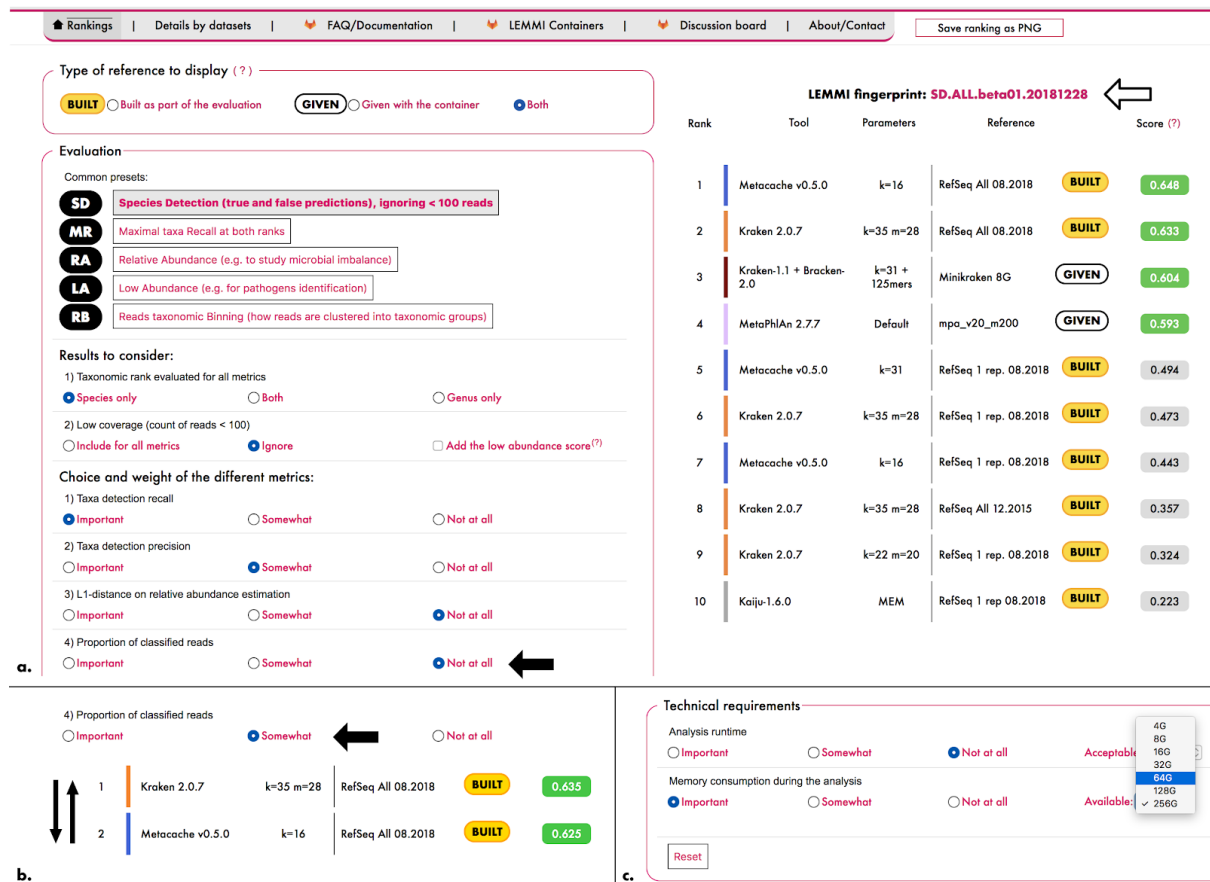 Rankings | Details by datasets | FAQ/Documentation | LEMMI Containers | Discussion board | About/Contact Save ranking as PNG
Type of reference to display (?)
BUILT Built as part of the evaluation GIVEN Given with the container Both
Evaluation
Common presets:
SD Species Detection (true and false predictions), ignoring < 100 reads
MR Maximal taxa Recall at both ranks
RA Relative Abundance (e.g. to study microbial imbalance)
LA Low Abundance (e.g. for pathogens identification)
RB Reads taxonomic Binning (how reads are clustered into taxonomic groups)
Results to consider:
1) Taxonomic rank evaluated for all metrics
Species only Both Genus only
2) Low coverage (count of reads < 100)
Include for all metrics Ignore Add the low abundance score(?)
Choice and weight of the different metrics:
1) Taxa detection recall
Important Somewhat Not at all
2) Taxa detection precision
Important Somewhat Not at all
3) L1-distance on relative abundance estimation
Important Somewhat Not at all
4) Proportion of classified reads
a. Important Somewhat Not at all
LEMMI fingerprint: SD.ALL.beta01.20181228
Rank Tool Parameters Reference Score (?)
1 Metacache v0.5.0 k=16 RefSeq All 08.2018 BUILT 0.648
2 Kraken 2.0.7 k=35 m=28 RefSeq All 08.2018 BUILT 0.633
3 Kraken-1.1 + Bracken- k=31 + Minikraken 8G GIVEN 0.604
2.0 125mers
4 MetaPhlAn 2.7.7 Default mpa_v20_m200 GIVEN 0.593
5 Metacache v0.5.0 k=31 RefSeq 1 rep. 08.2018 BUILT 0.494
6 Kraken 2.0.7 k=35 m=28 RefSeq 1 rep. 08.2018 BUILT 0.473
7 Metacache v0.5.0 k=16 RefSeq 1 rep. 08.2018 BUILT 0.443
8 Kraken 2.0.7 k=35 m=28 RefSeq All 12.2015 BUILT 0.357
9 Kraken 2.0.7 k=22 m=20 RefSeq 1 rep. 08.2018 BUILT 0.324
10 Kaiju-1.6.0 MEM RefSeq 1 rep 08.2018 BUILT 0.223
4) Proportion of classified reads
Important Somewhat Not at all
1 Kraken 2.0.7 k=35 m=28 RefSeq All 08.2018 BUILT 0.635
2 Metacache v0.5.0 k=16 RefSeq All 08.2018 BUILT 0.625
b.
Technical requirements
Analysis runtime
Important Somewhat Not at all Acceptable
Memory consumption during the analysis
Important Somewhat Not at all Available:
4G
8G
16G
32G
64G
128G
✓ 256G
Reset
c.